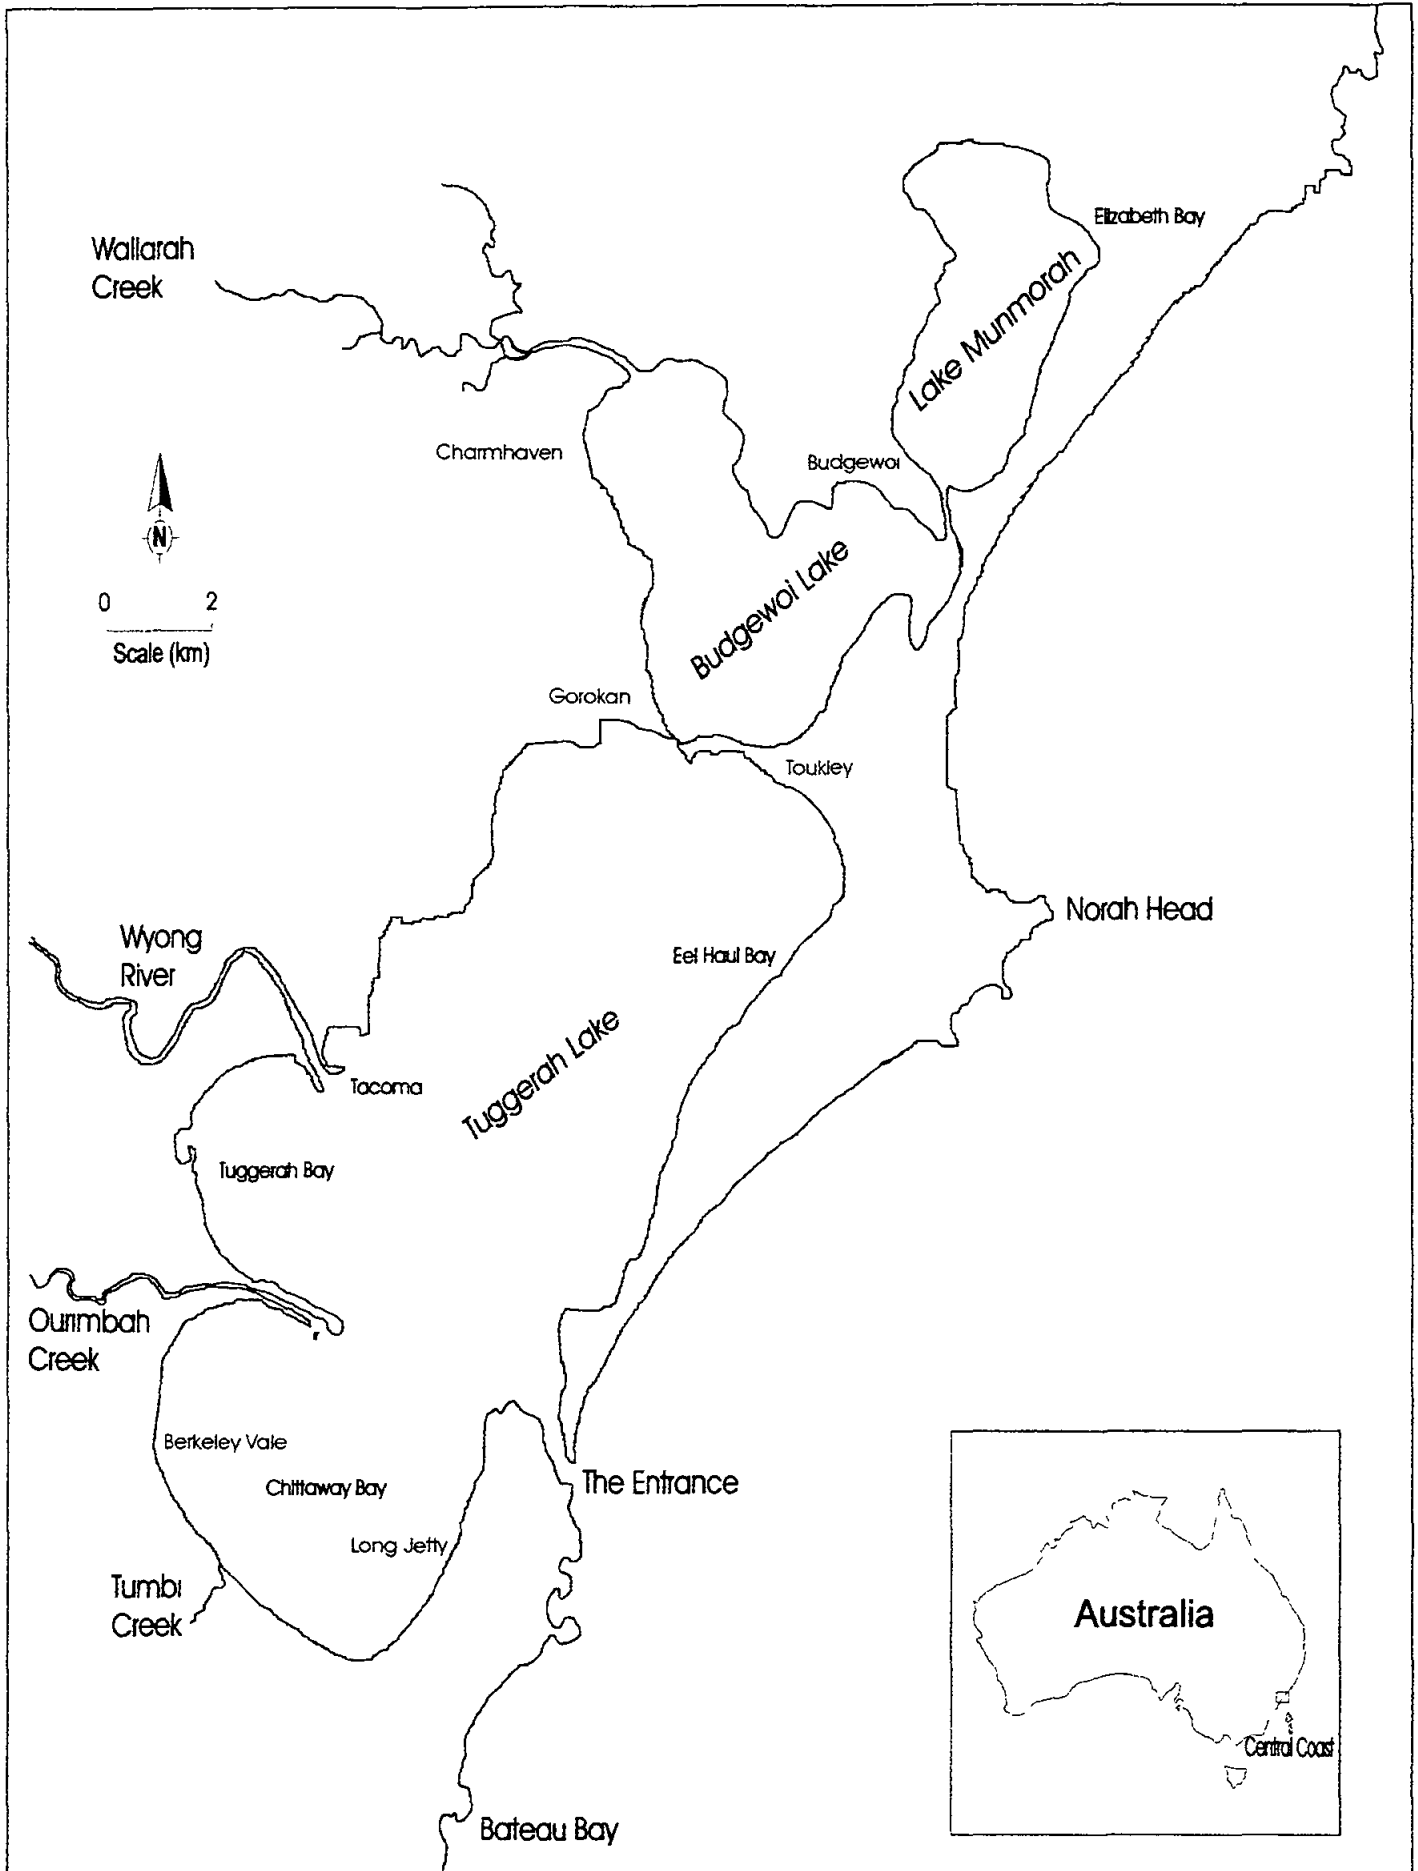 Elizabeth Bay
Wallarah
Creek
Lake Munmorah
Charmhaven
Budgewoi
N
Budgewoi Lake
0 2
Scale (km)
Gorokan
Toukley
Norah Head
Wyong
River
Eel Haul Bay
Tuggerah Lake
Tacoma
Tuggerah Bay
Ourimbah
Creek
Berkeley Vale
The Entrance
Chittaway Bay
Long Jetty
Tumbi
Creek
Australia
Central Coast
Bateau Bay